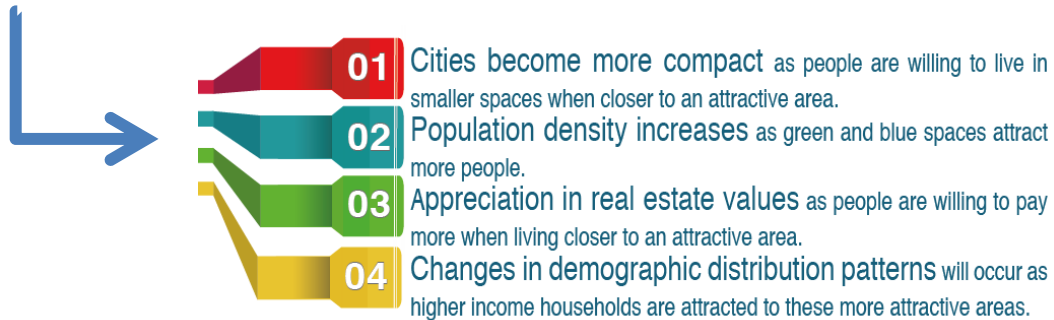 01 Cities become more compact as people are willing to live in
smaller spaces when closer to an attractive area.
02 Population density increases as green and blue spaces attract
more people.
03 Appreciation in real estate values as people are willing to pay
more when living closer to an attractive area.
04 Changes in demographic distribution patterns will occur as
higher income households are attracted to these more attractive areas.